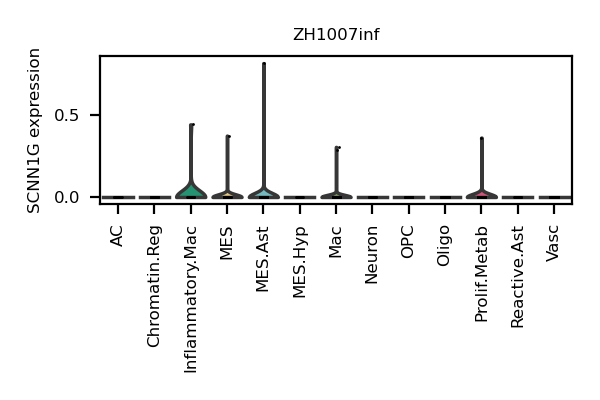 ZH1007inf
SCNN1G expression
0.5
0.0
AC
Chromatin.Reg
Inflammatory.Mac
MES
MES.Ast
MES.Hyp
Mac
Neuron
OPC
Oligo
Prolif.Metab
Reactive.Ast
Vasc